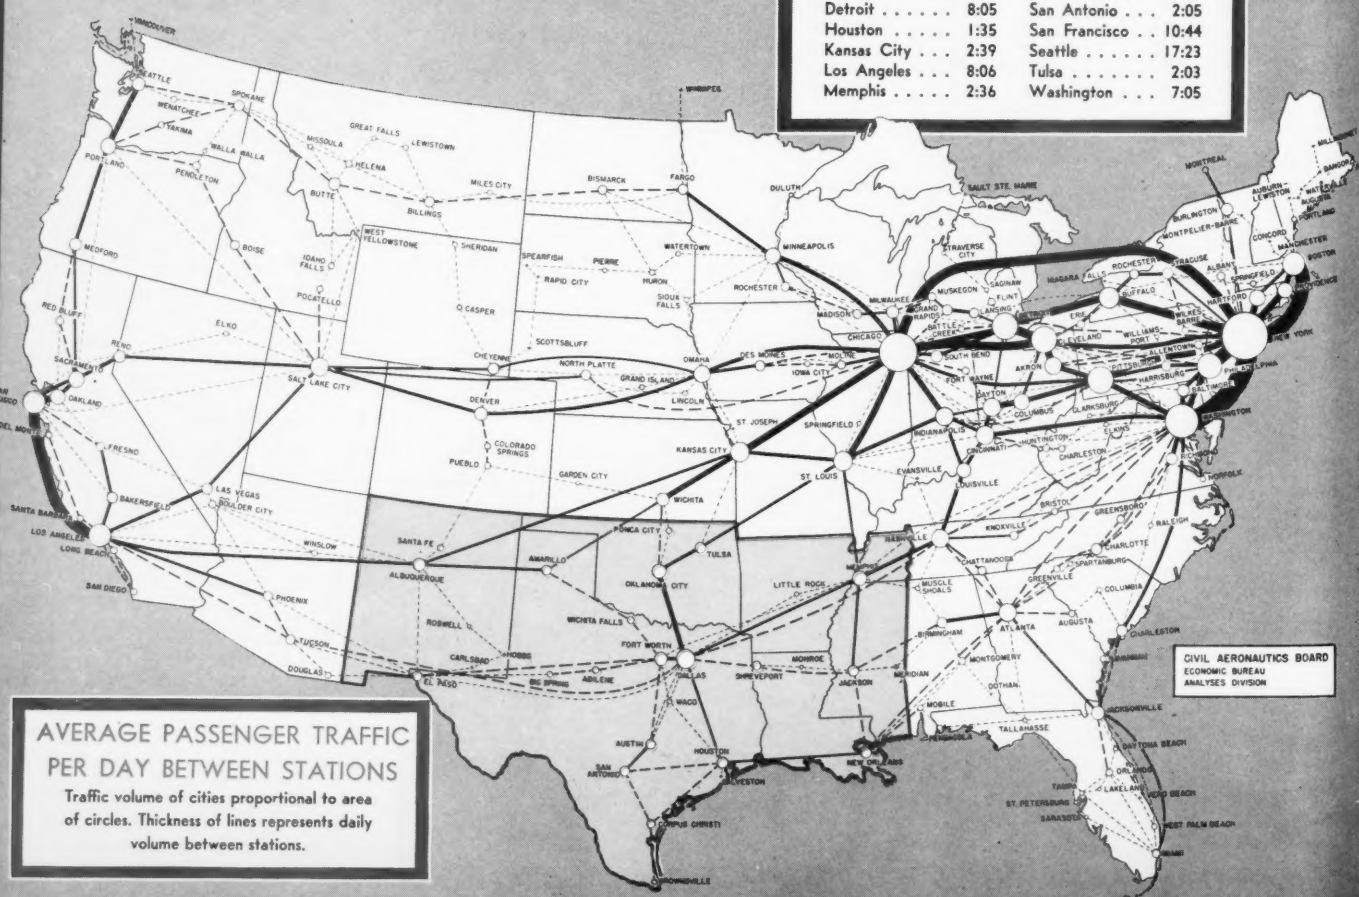 Detroit . . . . . . 8:05 San Antonio . . . 2:05
Houston . . . . . 1:35 San Francisco . . 10:44
Kansas City . . . 2:39 Seattle . . . . . 17:23
Los Angeles . . . 8:06 Tulsa . . . . . . . 2:03
Memphis . . . . . 2:36 Washington . . . 7:05
VANCOUVER
SEATTLE
SPOKANE
WENATCHEE
YAKIMA
WALLA WALLA
PORTLAND
PENDLETON
MISSOULA
GREAT FALLS
LEWISTOWN
HELENA
BUTTE
BILLINGS
MILES CITY
BISMARCK
FARGO
WINNIPEG
DULUTH
SAULT STE. MARIE
MONTREAL
MILLINOCKET
BANGOR
WATERVILLE
AUGUSTA
AUBURN-
LEWISTON
PORTLAND
BURLINGTON
MONTPELIER-BARRE
CONCORD
MANCHESTER
BOSTON
PROVIDENCE
SPRINGFIELD
HARTFORD
ALBANY
SYRACUSE
ROCHESTER
NIAGARA FALLS
BUFFALO
MEDFORD
BOISE
WEST
YELLOWSTONE
IDAHO
FALLS
POCATELLO
SHERIDAN
CASPER
SPEARFISH
RAPID CITY
PIERRE
HURON
WATERTOWN
SIOUX
FALLS
MINNEAPOLIS
ROCHESTER
MADISON
MILWAUKEE
TRAVERSE
CITY
MUSKEGON
GRAND
RAPIDS
SAGINAW
FLINT
LANSING
BATTLE
CREEK
DETROIT
CLEVELAND
ERIE
WILKES-
BARRE
WILLIAMS-
PORT
ALLENTOWN
NEW YORK
PHILADELPHIA
PITTSBURGH
HARRISBURG
BALTIMORE
WASHINGTON
RED BLUFF
SACRAMENTO
RENO
ELKO
SALT LAKE CITY
OAKLAND
DEL MONTE
FRESNO
BAKERSFIELD
SANTA BARBARA
LOS ANGELES
LONG BEACH
SAN DIEGO
LAS VEGAS
BOULDER CITY
SCOTTSBLUFF
CHEYENNE
NORTH PLATTE
GRAND ISLAND
OMAHA
LINCOLN
DES MOINES
IOWA CITY
MOLINE
CHICAGO
SOUTH BEND
FORT WAYNE
AKRON
DAYTON
COLUMBUS
CLARKSBURG
ELKINS
DENVER
COLORADO
SPRINGS
PUEBLO
GARDEN CITY
ST JOSEPH
KANSAS CITY
SPRINGFIELD
ST. LOUIS
INDIANAPOLIS
CINCINNATI
HUNTINGTON
CHARLESTON
EVANSVILLE
LOUISVILLE
RICHMOND
NORFOLK
WICHITA
PONCA CITY
TULSA
OKLAHOMA CITY
SANTA FE
ALBUQUERQUE
AMARILLO
WINSLOW
PHOENIX
TUCSON
DOUGLAS
ROSWELL
CARLSBAD
HOBBS
EL PASO
WICHITA FALLS
FORT WORTH
DALLAS
BIG SPRING
ABILENE
WACO
AUSTIN
SAN
ANTONIO
HOUSTON
GALVESTON
CORPUS CHRISTI
BROWNSVILLE
LITTLE ROCK
MEMPHIS
NASHVILLE
BRISTOL
KNOXVILLE
GREENSBORO
RALEIGH
CHARLOTTE
SPARTANBURG
CHATTANOOGA
GREENVILLE
COLUMBIA
MUSCLE
SHOALS
ATLANTA
AUGUSTA
CHARLESTON
SAVANNAH
BIRMINGHAM
MONTGOMERY
DOTHAN
SHREVEPORT
MONROE
JACKSON
MERIDIAN
MOBILE
PENSACOLA
TALLAHASSEE
NEW ORLEANS
JACKSONVILLE
DAYTONA BEACH
ORLANDO
LAKELAND
TAMPA
ST. PETERSBURG
SARASOTA
VERO BEACH
WEST PALM BEACH
MIAMI
CIVIL AERONAUTICS BOARD
ECONOMIC BUREAU
ANALYSES DIVISION
AVERAGE PASSENGER TRAFFIC
PER DAY BETWEEN STATIONS
Traffic volume of cities proportional to area
of circles. Thickness of lines represents daily
volume between stations.